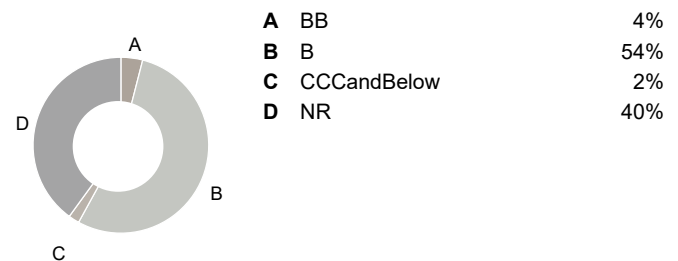 A BB 4%
B B 54%
C CCCandBelow 2%
D NR 40%
A
D
B
C